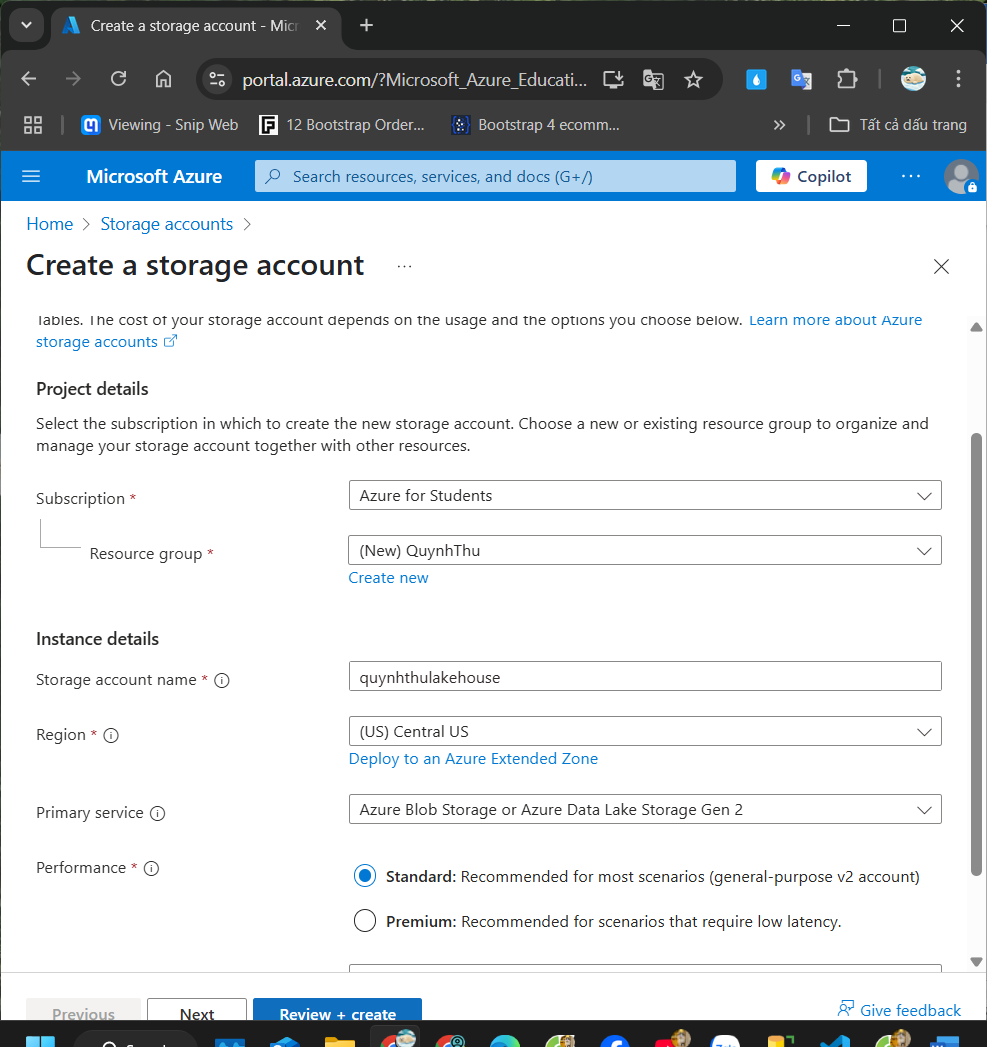 Create a storage account - Micr
portal.azure.com/?Microsoft_Azure_Educati...
Viewing - Snip Web
12 Bootstrap Order...
Bootstrap 4 ecomm...
Tất cả dấu trang
Microsoft Azure
Search resources, services, and docs (G+/)
Copilot
Home > Storage accounts >
Create a storage account ...
Tables. The cost of your storage account depends on the usage and the options you choose below. Learn more about Azure
storage accounts
Project details
Select the subscription in which to create the new storage account. Choose a new or existing resource group to organize and
manage your storage account together with other resources.
Subscription *
Azure for Students
Resource group *
(New) QuynhThu
Create new
Instance details
Storage account name *
quynhthulakehouse
Region *
(US) Central US
Deploy to an Azure Extended Zone
Primary service
Azure Blob Storage or Azure Data Lake Storage Gen 2
Performance *
Standard: Recommended for most scenarios (general-purpose v2 account)
Premium: Recommended for scenarios that require low latency.
Previous
Next
Review + create
Give feedback